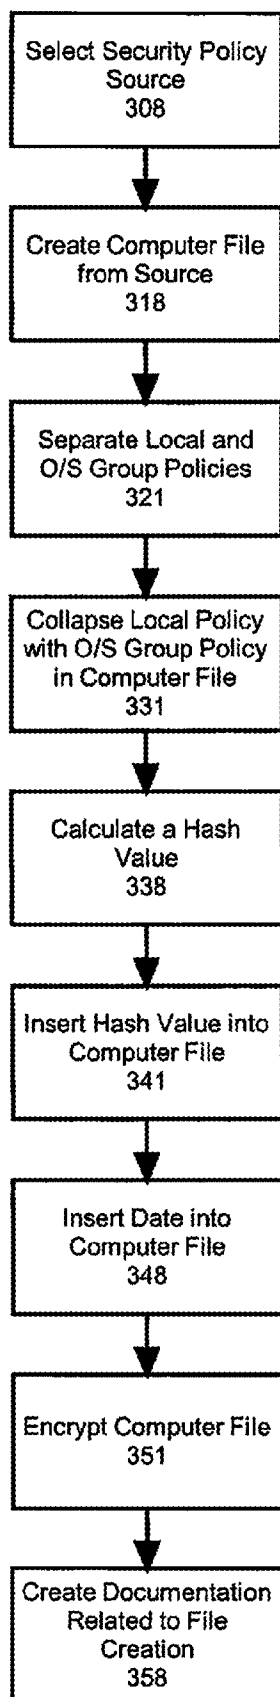 Select Security Policy
Source
308
Create Computer File
from Source
318
Separate Local and
O/S Group Policies
321
Collapse Local Policy
with O/S Group Policy
in Computer File
331
Calculate a Hash
Value
338
Insert Hash Value into
Computer File
341
Insert Date into
Computer File
348
Encrypt Computer File
351
Create Documentation
Related to File
Creation
358